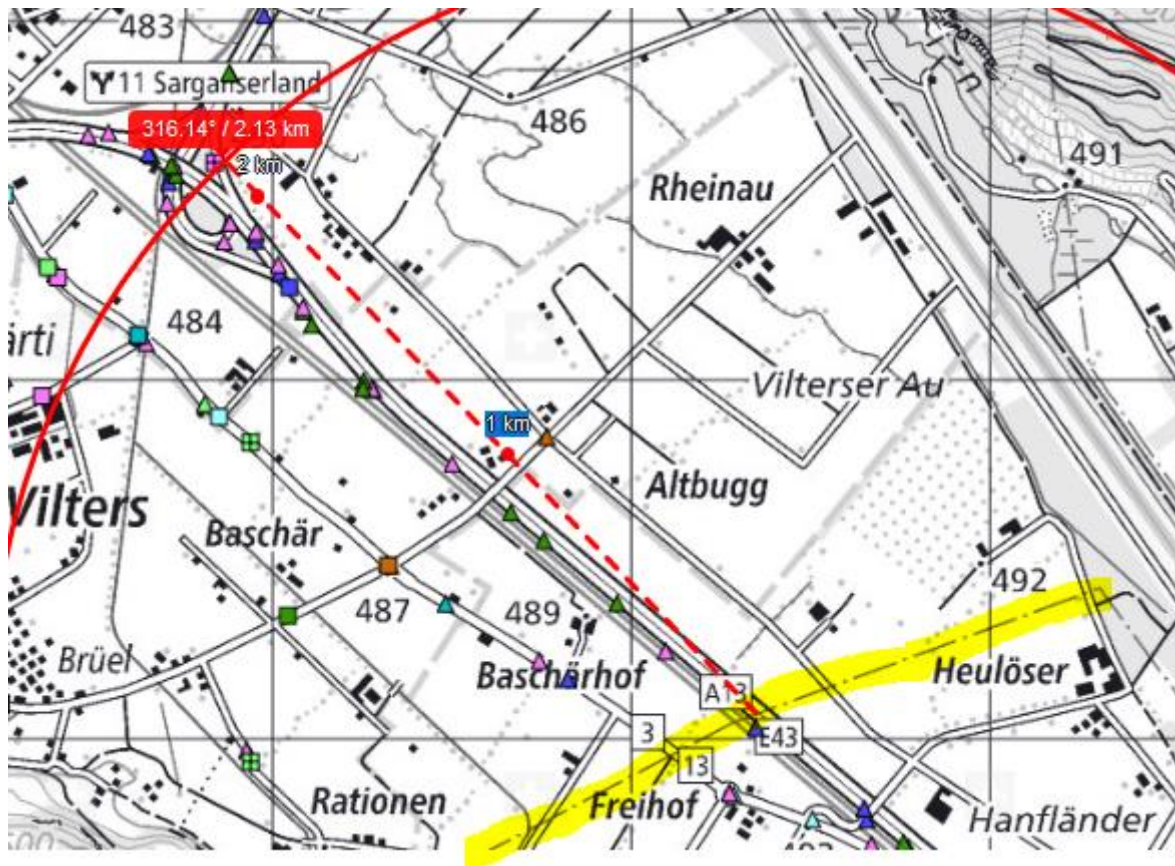 483
11 Sarganserland
316.14° / 2.13 km
2 km
486
491
Rheinau
484
ärti
Vilterser Au
1 km
Altbugg
Vilters
Baschär
492
487
489
Brüel
Baschärhof
Heulöser
A13
3
E43
13
Rationen
Freihof
Hanfländer